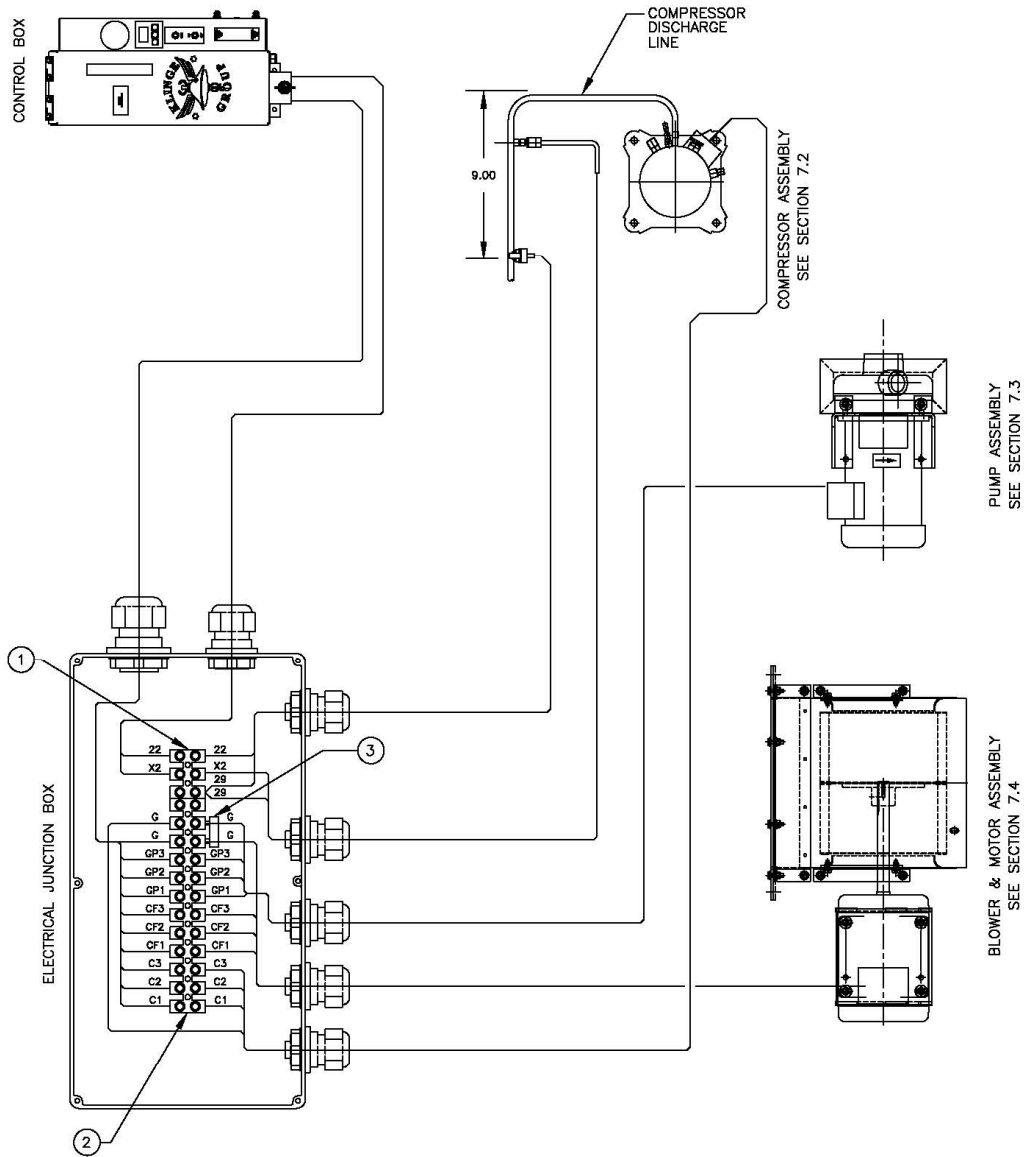 CONTROL BOX
KLINGE
GROUP
COMPRESSOR
DISCHARGE
LINE
9.00
COMPRESSOR ASSEMBLY
SEE SECTION 7.2
PUMP ASSEMBLY
SEE SECTION 7.3
BLOWER & MOTOR ASSEMBLY
SEE SECTION 7.4
ELECTRICAL JUNCTION BOX
1
22 22
X2 X2
29
29
3
G G
G G
GP3 GP3
GP2 GP2
GP1 GP1
CF3 CF3
CF2 CF2
CF1 CF1
C3 C3
C2 C2
C1 C1
2